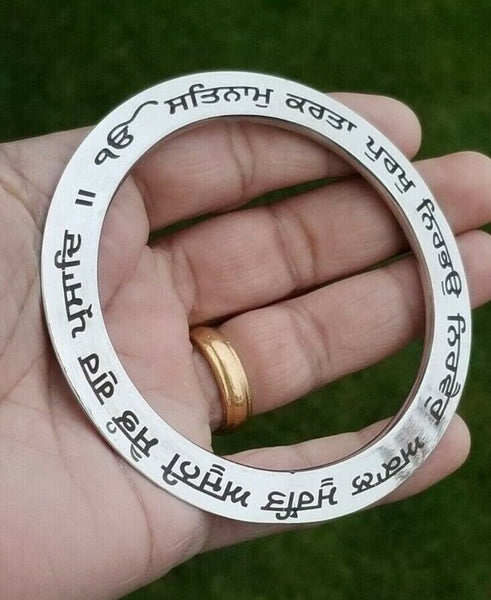 ੴ ਸਤਿਨਾਮੁ ਕਰਤਾ ਪੁਰਖੁ ਨਿਰਭਉ ਨਿਰਵੈਰੁ ਅਕਾਲ ਮੂਰਤਿ ਅਜੂਨੀ ਸੈਭੰ ਗੁਰ ਪ੍ਰਸਾਦਿ ॥